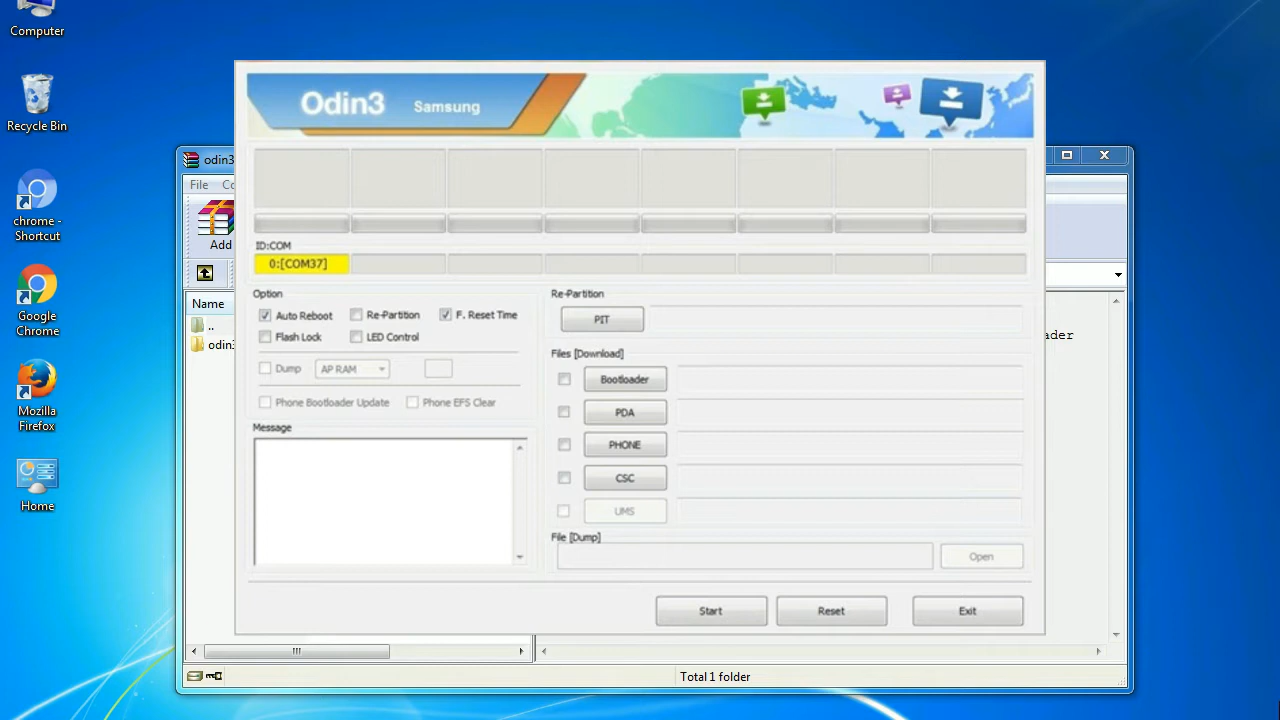 Computer
Recycle Bin
chrome -
Shortcut
Google
Chrome
Mozilla
Firefox
Home
odin3
File
Add
Name
..
odin3
Total 1 folder
Odin3 Samsung
ID:COM
0:[COM37]
Option
Auto Reboot
Re-Partition
F. Reset Time
Flash Lock
LED Control
Dump
AP RAM
Phone Bootloader Update
Phone EFS Clear
Message
Re-Partition
PIT
Files [Download]
Bootloader
PDA
PHONE
CSC
UMS
File [Dump]
Open
Start
Reset
Exit